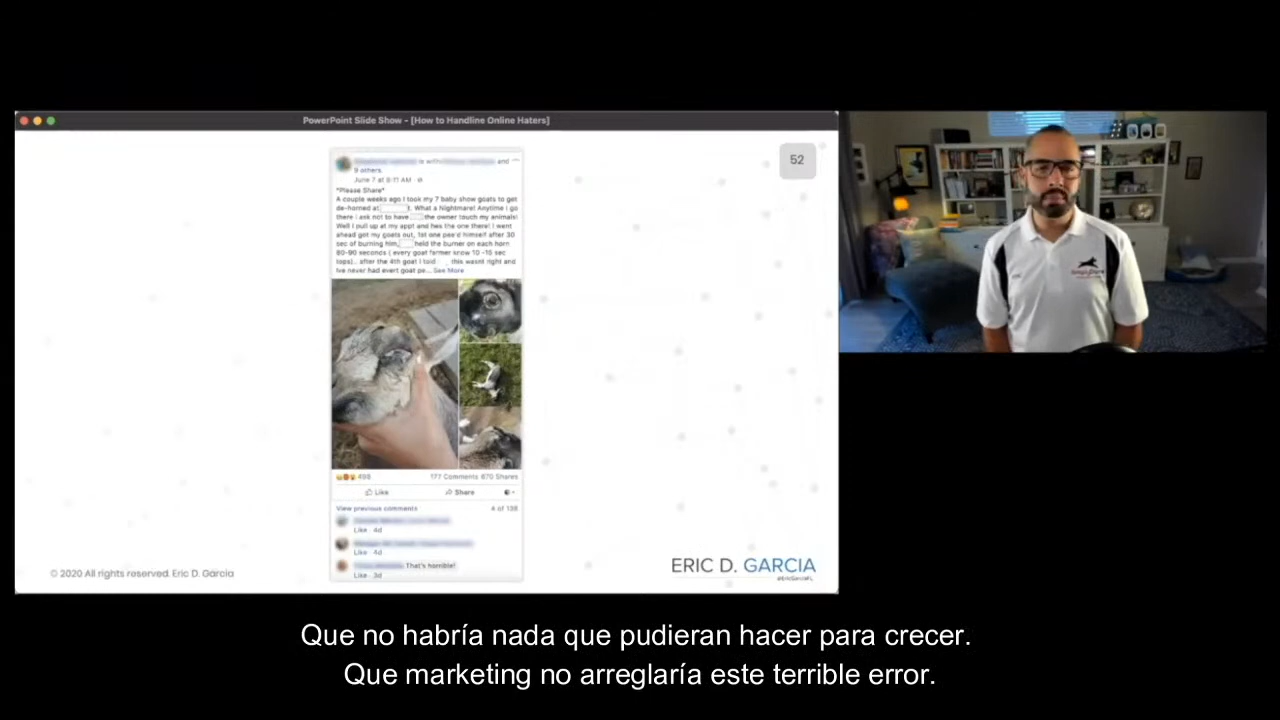 PowerPoint Slide Show - [How to Handline Online Haters]
52
is with
and
9 others.
June 7 at 8:11 AM
*Please Share*
A couple weeks ago I took my 7 baby show goats to get
de-horned at t. What a Nightmare! Anytime i go
there i ask not to have the owner touch my animals!
Well I pull up at my appt and hes the one there! I went
ahead got my goats out, 1st one pee'd himself after 30
sec of burning him, held the burner on each horn
80-90 seconds ( every goat farmer know 10 -15 sec
tops).. after the 4th goat I told this wasnt right and
Ive never had evert goat pe... See More
498
177 Comments 870 Shares
Like
Share
View previous comments
4 of 138
Like · 4d
Like · 4d
That's horrible!
Like · 3d
© 2020 All rights reserved. Eric D. Garcia
ERIC D. GARCIA
Que no habría nada que pudieran hacer para crecer.
Que marketing no arreglaría este terrible error.